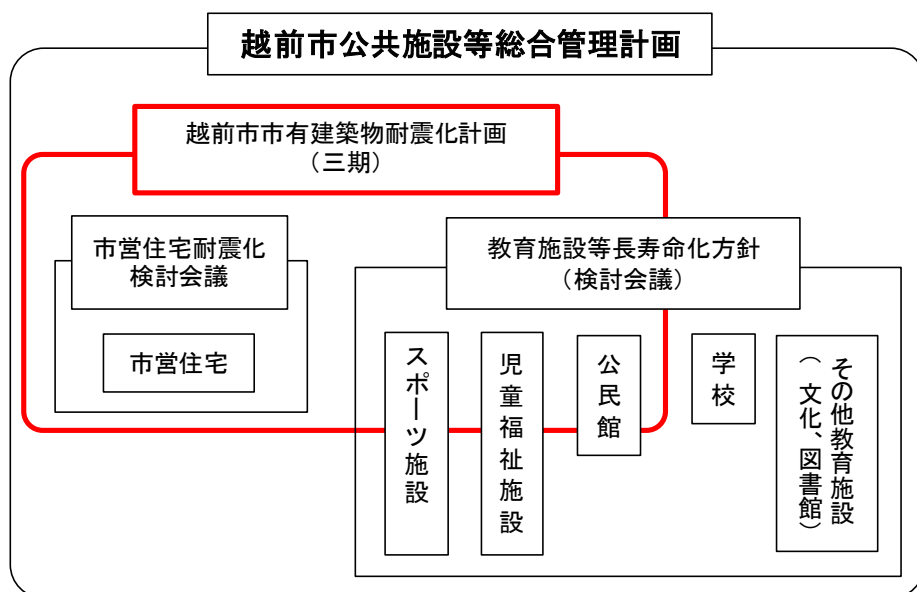 越前市公共施設等総合管理計画
越前市市有建築物耐震化計画
（三期）
市営住宅耐震化
検討会議
市営住宅
教育施設等長寿命化方針
（検討会議）
スポーツ施設
児童福祉施設
公民館
学校
その他教育施設
（文化、図書館）